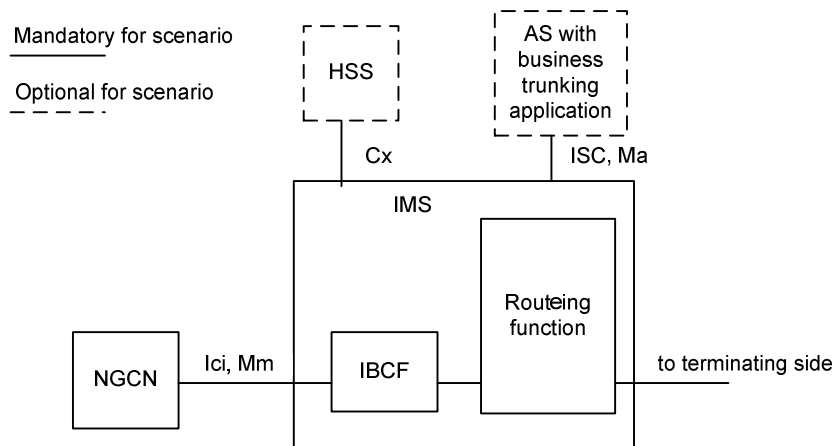 Mandatory for scenario
Optional for scenario
HSS
AS with
business
trunking
application
Cx
ISC, Ma
IMS
Routeing
function
NGCN
Ici, Mm
IBCF
to terminating side